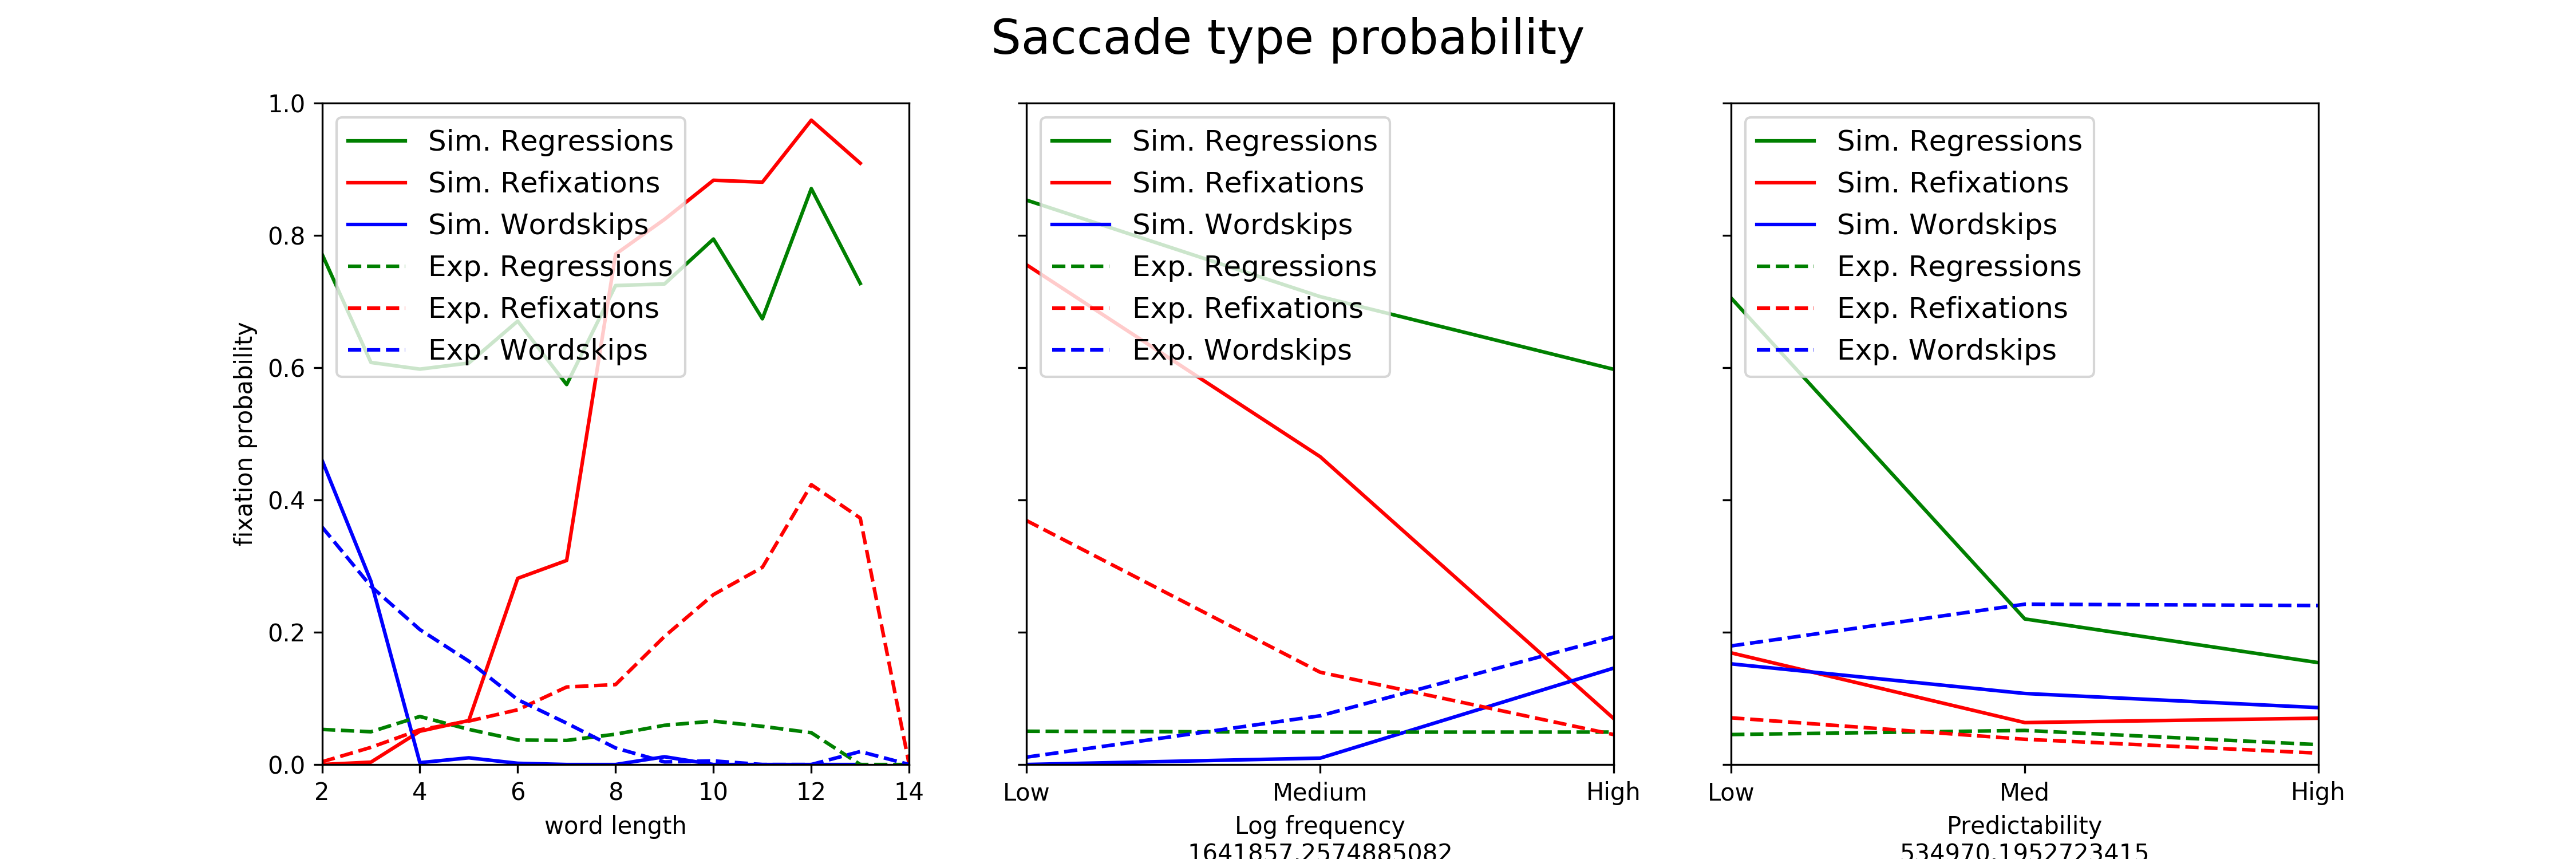 Saccade type probability
fixation probability
1.0
0.8
0.6
0.4
0.2
0.0
Sim. Regressions
Sim. Refixations
Sim. Wordskips
Exp. Regressions
Exp. Refixations
Exp. Wordskips
2 4 6 8 10 12 14
word length
Sim. Regressions
Sim. Refixations
Sim. Wordskips
Exp. Regressions
Exp. Refixations
Exp. Wordskips
Low Medium High
Log frequency
1641857.2574885082
Sim. Regressions
Sim. Refixations
Sim. Wordskips
Exp. Regressions
Exp. Refixations
Exp. Wordskips
Low Med High
Predictability
534970.1952723415